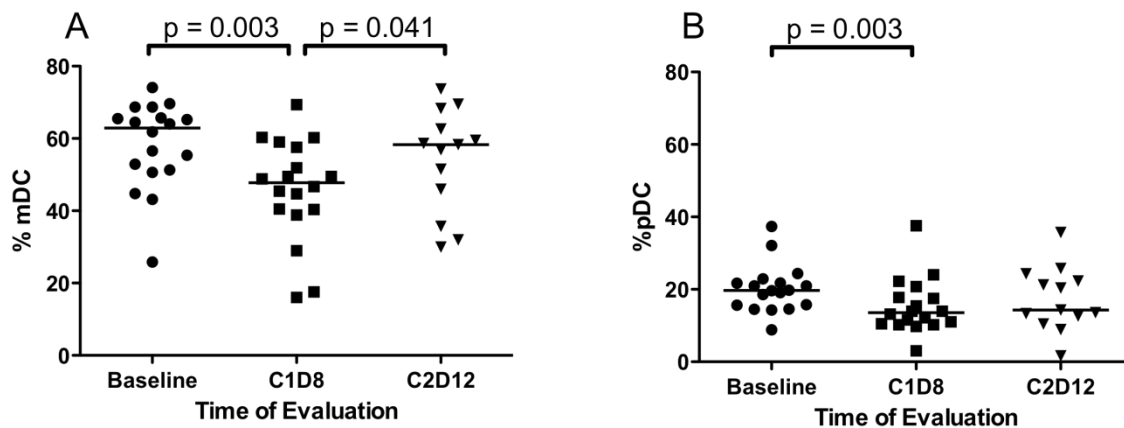 A
p = 0.003
p = 0.041
% mDC
80
60
40
20
0
Baseline
C1D8
C2D12
Time of Evaluation
B
p = 0.003
%pDC
80
60
40
20
0
Baseline
C1D8
C2D12
Time of Evaluation